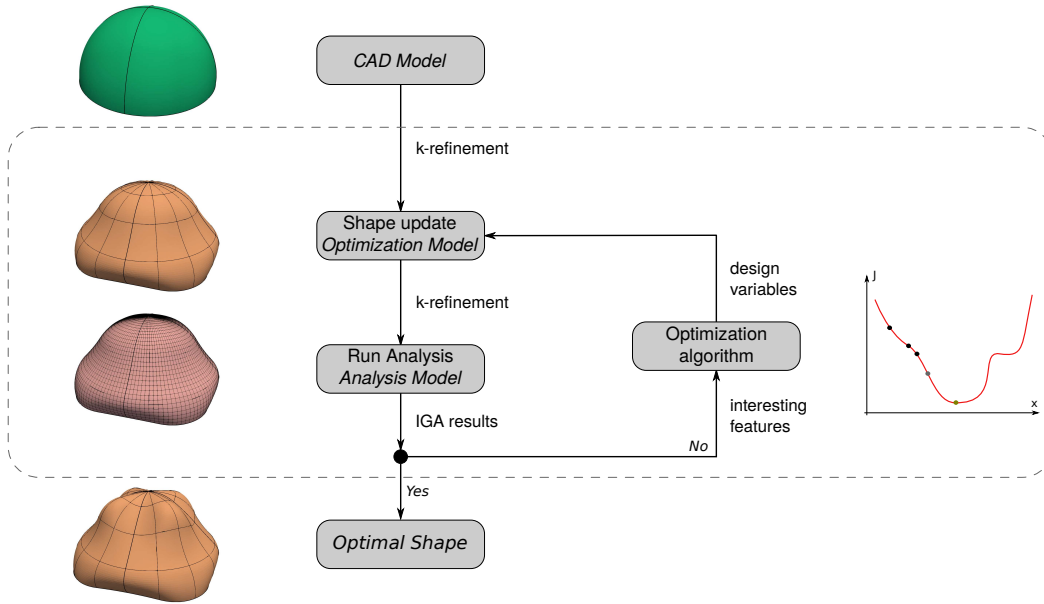 CAD Model
k-refinement
Shape update
Optimization Model
design
variables
k-refinement
J
Optimization
algorithm
Run Analysis
Analysis Model
interesting
features
x
IGA results
No
Yes
Optimal Shape